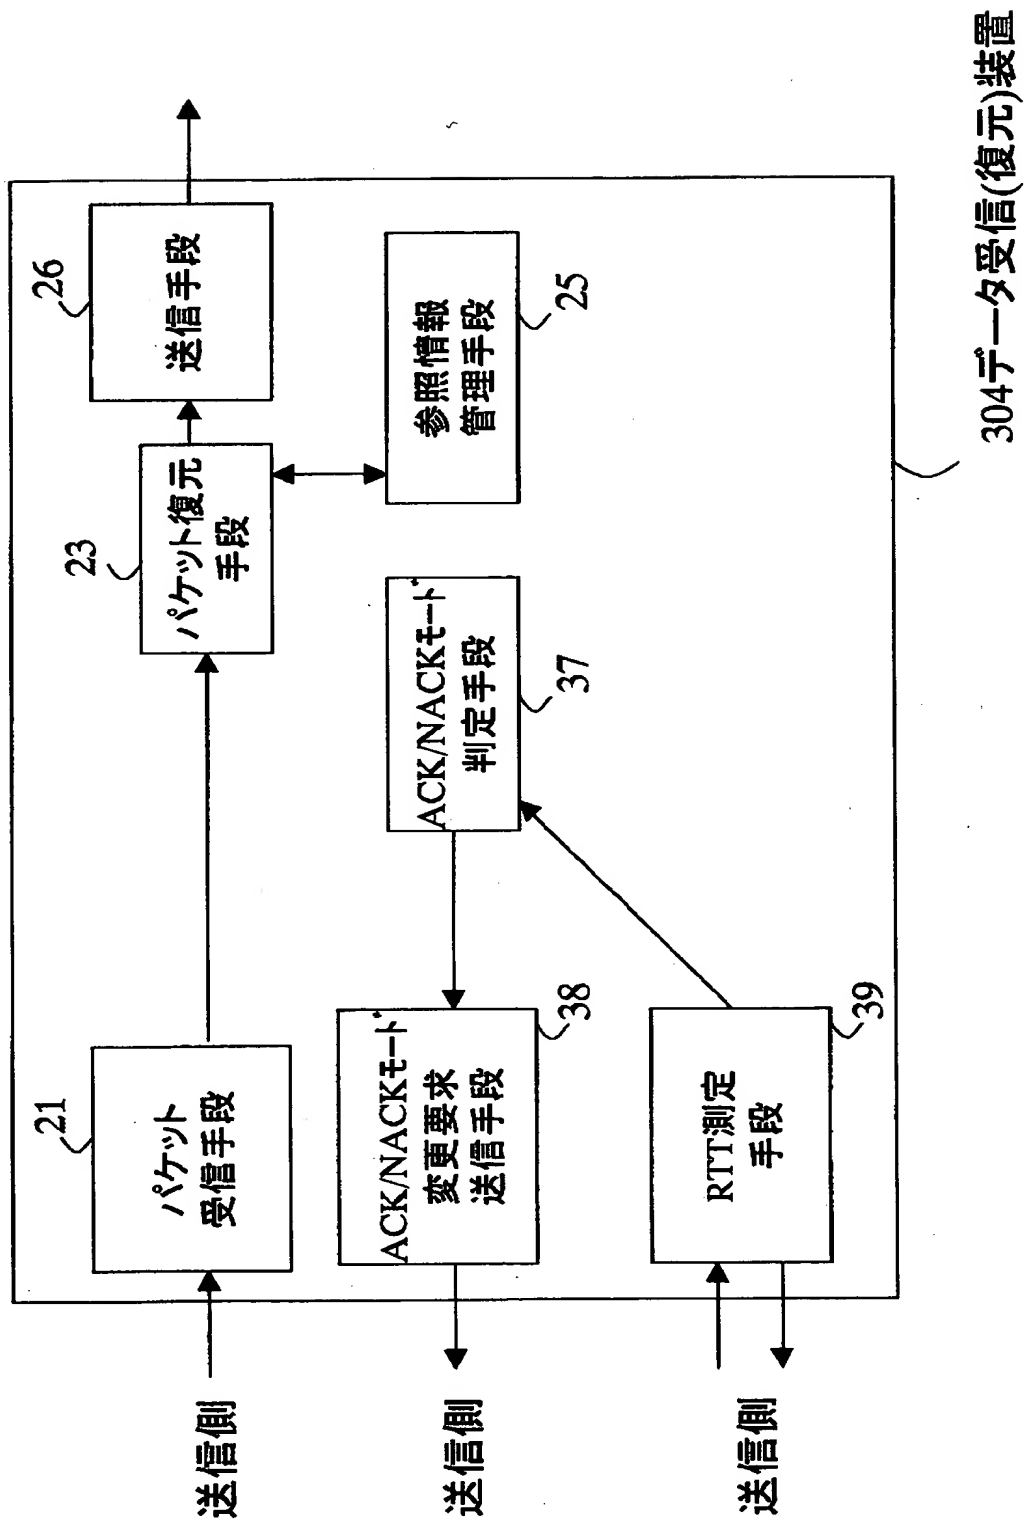 送信側
21
パケット
受信手段
23
パケット復元
手段
26
送信手段
送信側
ACK/NACKモード
変更要求
送信手段
38
ACK/NACKモード
判定手段
37
参照情報
管理手段
25
送信側
RTT測定
手段
39
304データ受信(復元)装置